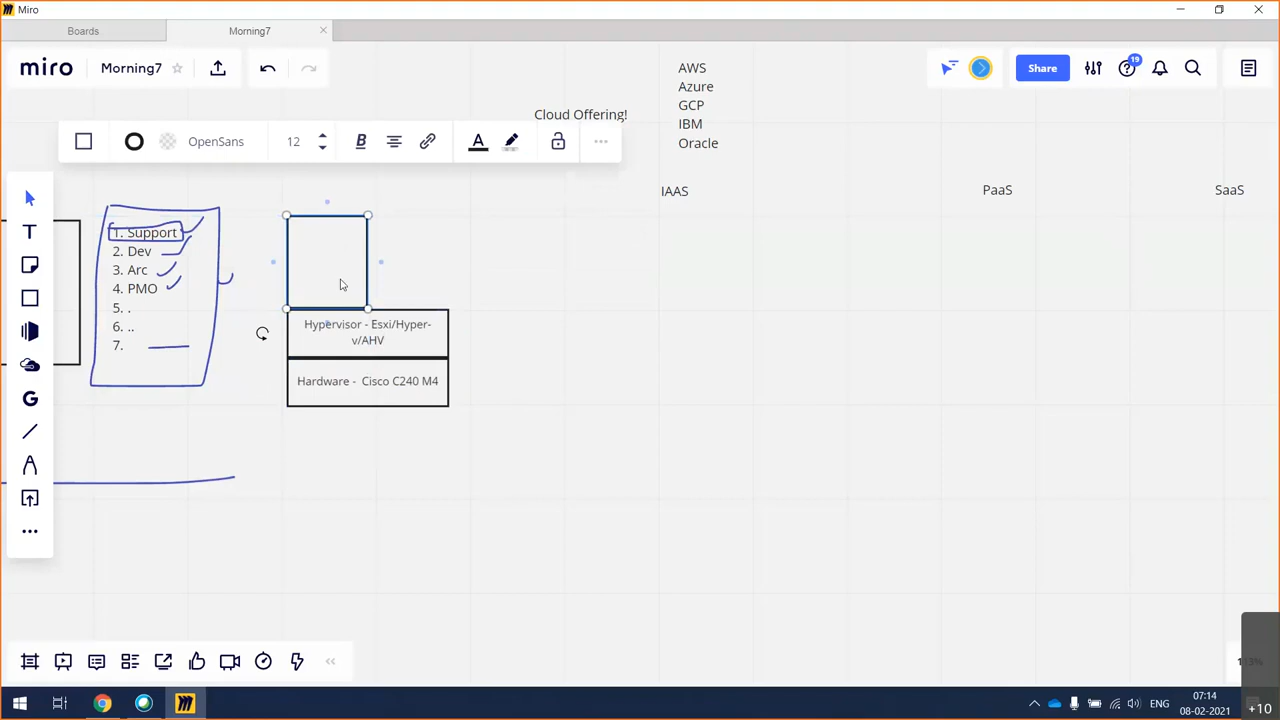 Miro
Boards
Morning7
miro
Morning7
Share
19
AWS
Azure
GCP
IBM
Oracle
Cloud Offering!
OpenSans
12
B
A
IAAS
PaaS
SaaS
T
G
1. Support
2. Dev
3. Arc
4. PMO
5. .
6. ..
7.
Hypervisor - Esxi/Hyper-
v/AHV
Hardware - Cisco C240 M4
ENG
07:14
08-02-2021
+10